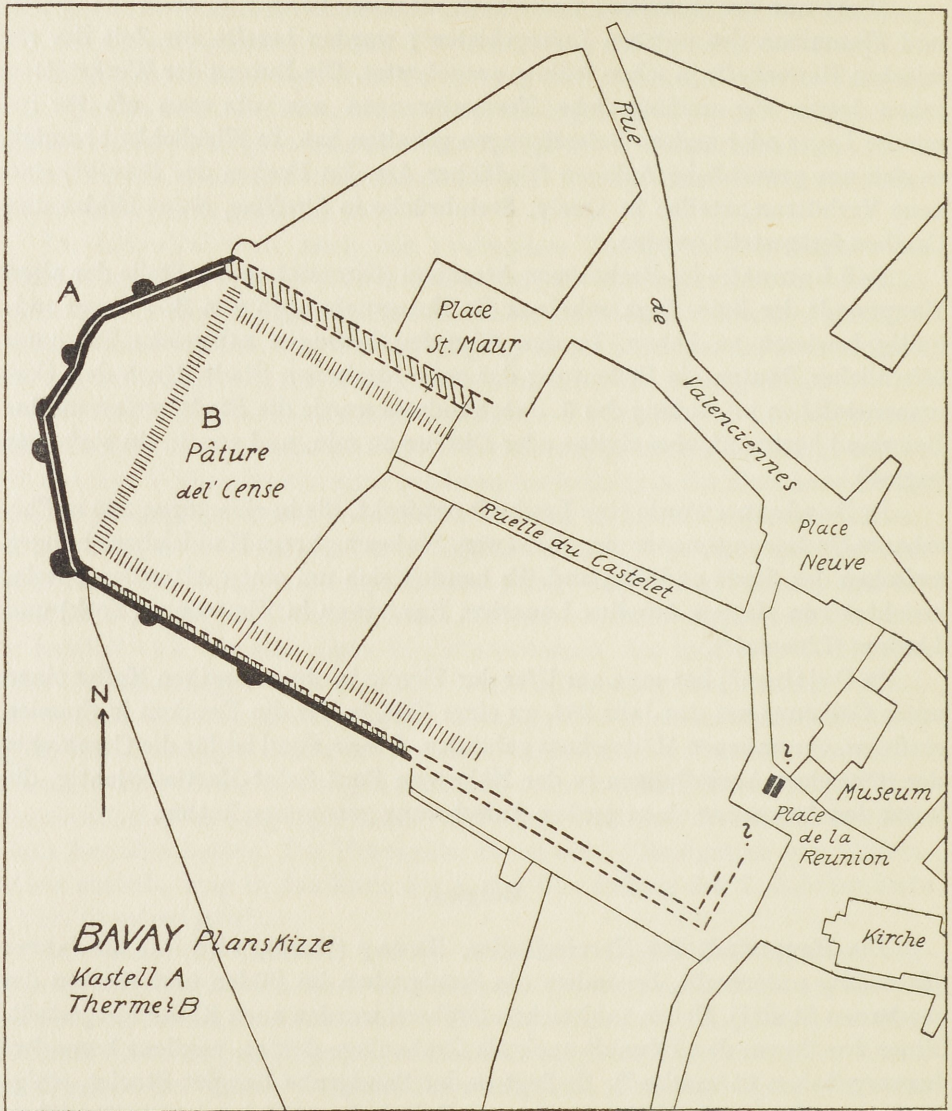 Rue
de
Valenciennes
A
Place
St. Maur
B
Pâture
del' Cense
Ruelle du Castelet
Place
Neuve
N
?
Museum
Place
de la
Reunion
?
Kirche
BAVAY Planskizze
Kastell A
Therme? B